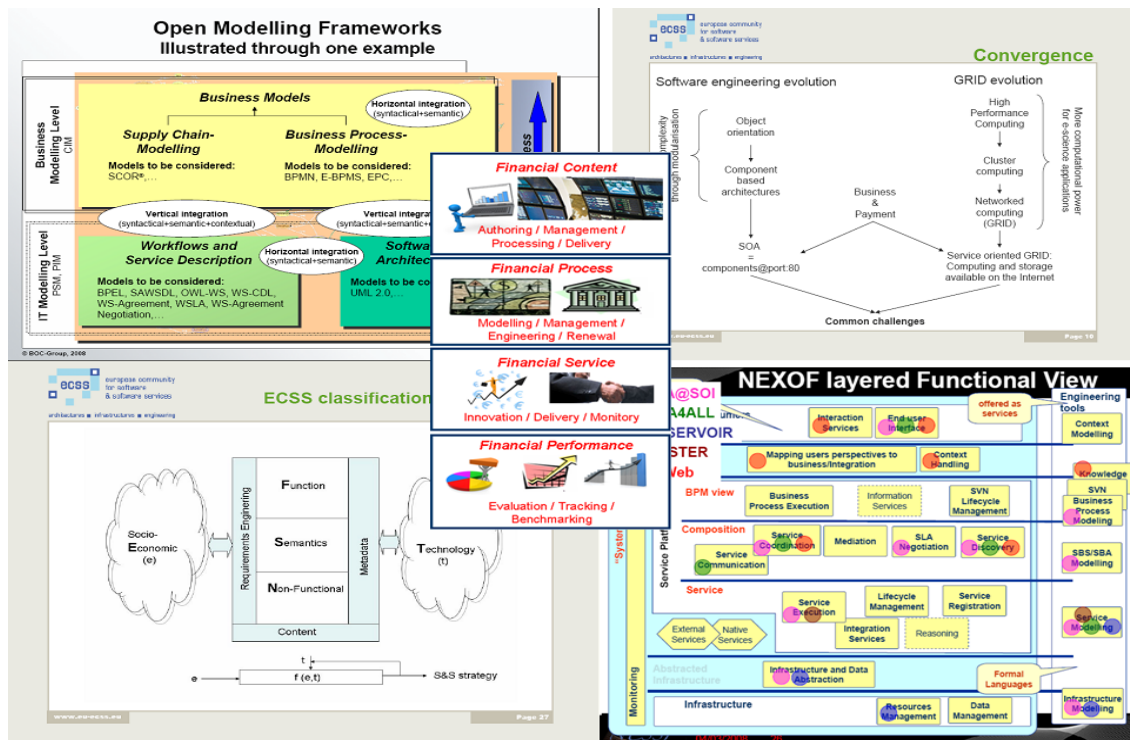 Open Modelling Frameworks
Illustrated through one example
Business Modelling Level
CIM
Business Models
Horizontal integration
(syntactical+semantic)
Supply Chain-
Modelling
Models to be considered:
SCOR®,…
Business Process-
Modelling
Models to be considered:
BPMN, E-BPMS, EPC,…
Vertical integration
(syntactical+semantic+contextual)
Vertical
(syntactical+semantic+
IT Modelling Level
PSM, PIM
Workflows and
Service Description
Models to be considered:
BPEL, SAWSDL, OWL-WS, WS-CDL,
WS-Agreement, WSLA, WS-Agreement
Negotiation,…
Horizontal integration
(syntactical+semantic)
UML 2.0,…
© BOC-Group, 2008
ecss
european community
for software
& software services
architectures ■ infrastructures ■ engineering
Convergence
Software engineering evolution
GRID evolution
through modularisation
Object
orientation
Component
based
architectures
SOA
=
components@port:80
Business
&
Payment
High
Performance
Computing
Cluster
computing
Networked
computing
(GRID)
More computational power
for e-science applications
Service oriented GRID:
Computing and storage
available on the Internet
Common challenges
Page 18
Financial Content
Authoring / Management /
Processing / Delivery
Financial Process
Modelling / Management /
Engineering / Renewal
Financial Service
Innovation / Delivery / Monitory
Financial Performance
Evaluation / Tracking /
Benchmarking
ecss
european community
for software
& software services
architectures ■ infrastructures ■ engineering
ECSS classification
Socio-
Economic
(e)
Requirements Enginering
Function
Semantics
Non-Functional
Metadata
Content
Technology
(t)
t
e
f (e,t)
S&S strategy
www.eu-ecss.eu
Page 27
NEXOF layered Functional View
A@SOI
A4ALL
SERVOIR
STER
Web
Interaction
Services
End user
Interface
offered as
services
Engineering
tools
Context
Modelling
Mapping users perspectives to
business/Integration
Context
Handling
Knowledge
BPM view
Business
Process Execution
Information
Services
SVN
Lifecycle
Management
SVN
Business
Process
Modeling
Composition
Service
Coordination
Mediation
SLA
Negotiation
Service
Discovery
Service
Communication
SBS/SBA
Modelling
Service
Service
Execution
Lifecycle
Management
Service
Registration
Service
Modelling
External
Services
Native
Services
Integration
Services
Reasoning
Abstracted
Infrastructure
Infrastructure and Data
Abstraction
Formal
Languages
Monitoring
Infrastructure
Resources
Management
Data
Management
Infrastructure
Modelling